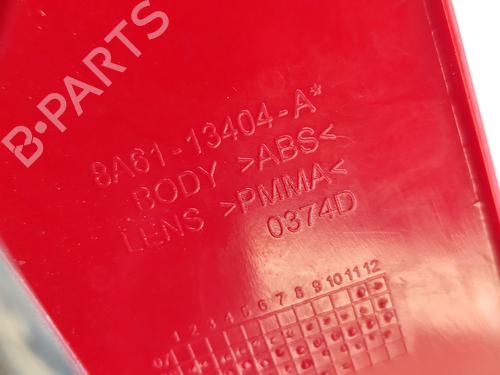 B-PARTS
8A61-13404-A*
BODY >ABS<
LENS >PMMA<
0374D
1 2 3 4 5 6 7 8 9 10 11 12